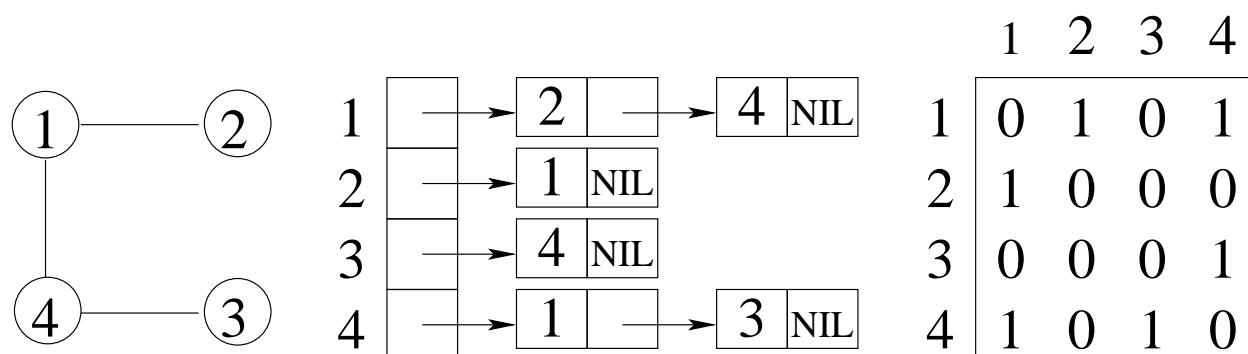 1 2
4 3
1 2 4 NIL
2 1 NIL
3 4 NIL
4 1 3 NIL
1 2 3 4
1 0 1 0 1
2 1 0 0 0
3 0 0 0 1
4 1 0 1 0